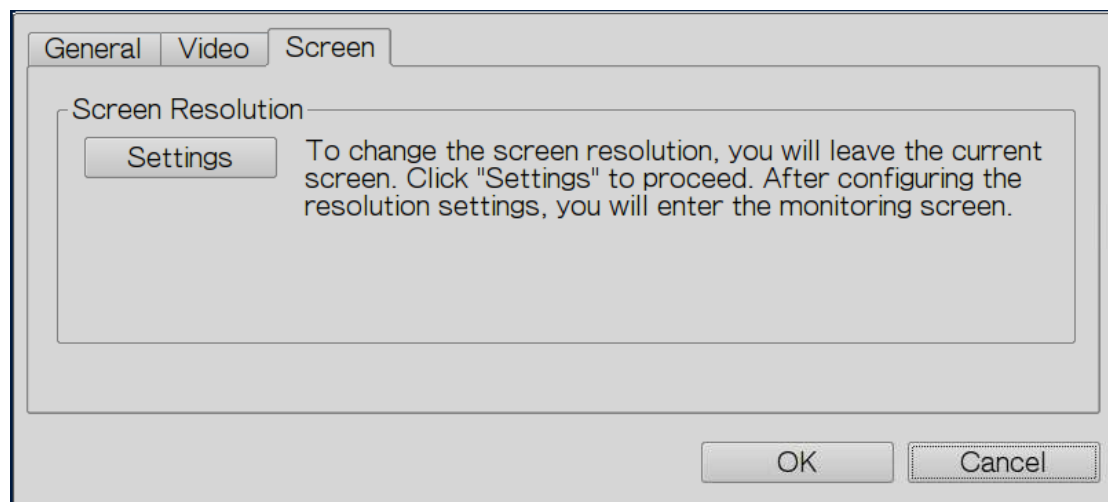 General Video Screen
Screen Resolution
Settings
To change the screen resolution, you will leave the current
screen. Click "Settings" to proceed. After configuring the
resolution settings, you will enter the monitoring screen.
OK Cancel